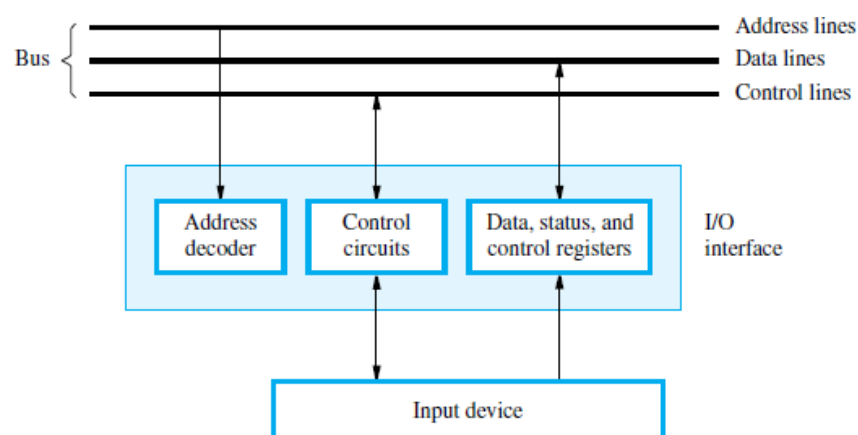 Address lines
Bus
Data lines
Control lines
Address
decoder
Control
circuits
Data, status, and
control registers
I/O
interface
Input device